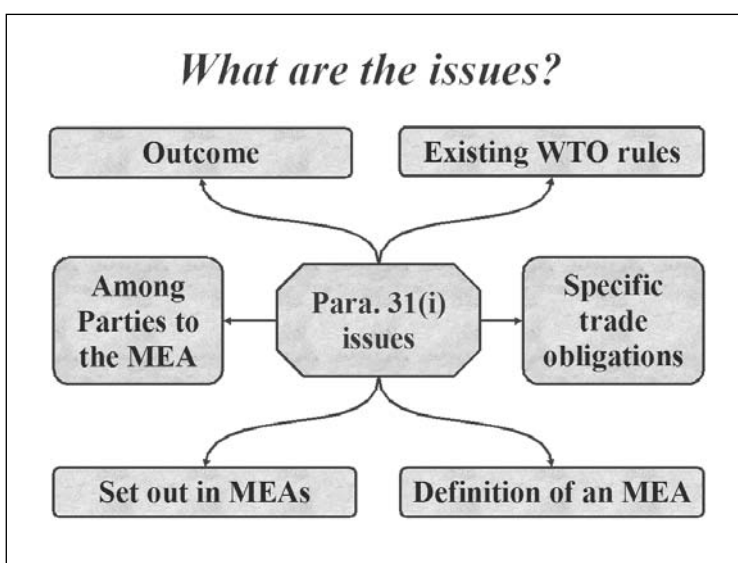 What are the issues?
Outcome
Existing WTO rules
Among
Parties to
the MEA
Para. 31(i)
issues
Specific
trade
obligations
Set out in MEAs
Definition of an MEA